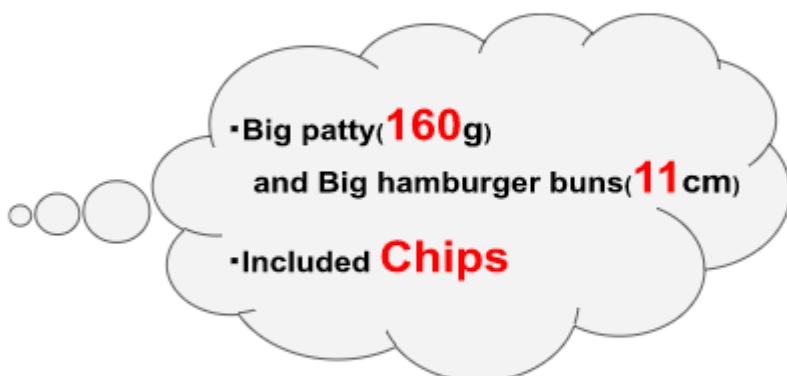 ・Big patty(160g)
and Big hamburger buns(11cm)
・Included Chips